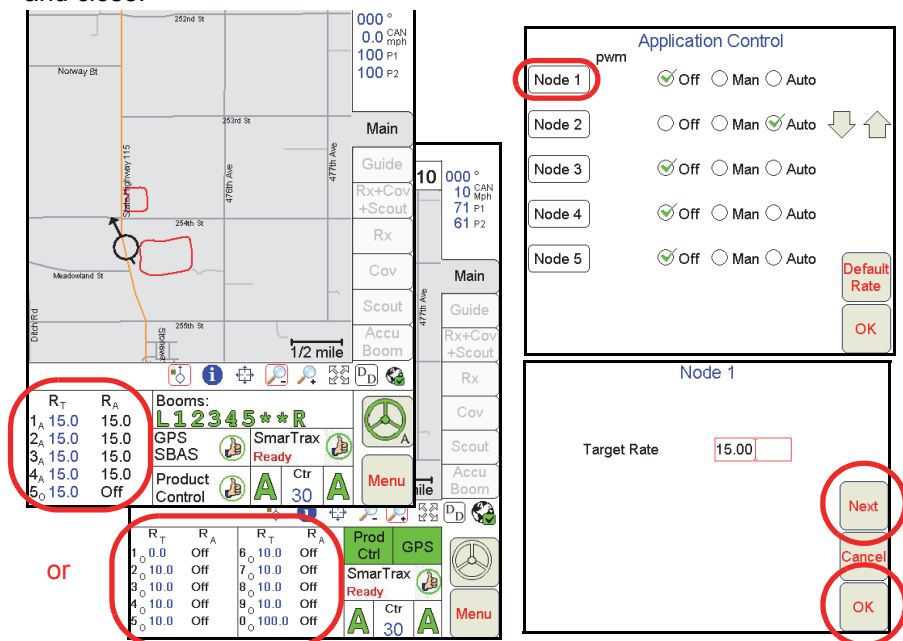 and close.
252nd St
Norway St
253rd St
State Highway 115
476th Ave
477th Ave
254th St
Meadowland St
Ditch Rd
255th St
1/2 mile
000 °
0.0 CAN mph
100 P1
100 P2
Main
Guide
Rx+Cov
+Scout
Rx
Cov
Scout
Accu
Boom
D D
RT RA
1A 15.0 15.0
2A 15.0 15.0
3A 15.0 15.0
4A 15.0 15.0
5O 15.0 Off
Booms:
L12345**R
GPS
SBAS
SmarTrax
Ready
A
Product
Control
A
Ctr
30
A
Menu
10
000 °
10 CAN Mph
71 P1
61 P2
477th Ave
Main
Guide
Rx+Cov
+Scout
Rx
Cov
Scout
Accu
Boom
ile
D D
or
RT RA RT RA
1O 0.0 Off 6O 10.0 Off
2O 10.0 Off 7O 10.0 Off
3O 10.0 Off 8O 10.0 Off
4O 10.0 Off 9O 10.0 Off
5O 10.0 Off 0O 100.0 Off
Prod
Ctrl
GPS
SmarTrax
Ready
A
Ctr
30
A
Menu
Application Control
pwm
Node 1 Off Man Auto
Node 2 Off Man Auto
Node 3 Off Man Auto
Node 4 Off Man Auto
Node 5 Off Man Auto
Default
Rate
OK
Node 1
Target Rate 15.00
Next
Cancel
OK